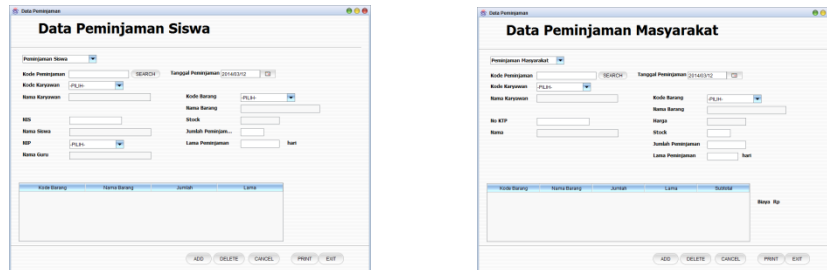 Data Peminjaman
Data Peminjaman Siswa
Peminjaman Siswa
Kode Peminjaman SEARCH Tanggal Peminjaman 2014/03/12
Kode Karyawan -PILIH-
Nama Karyawan Kode Barang -PILIH-
Nama Barang
NIS Stock
Nama Siswa Jumlah Peminjam...
NIP -PILIH- Lama Peminjaman hari
Nama Guru
Kode Barang Nama Barang Jumlah Lama
ADD DELETE CANCEL PRINT EXIT
Data Peminjaman
Data Peminjaman Masyarakat
Peminjaman Masyarakat
Kode Peminjaman SEARCH Tanggal Peminjaman 2014/03/12
Kode Karyawan -PILIH-
Nama Karyawan Kode Barang -PILIH-
Nama Barang
No KTP Harga
Nama Stock
Jumlah Peminjaman
Lama Peminjaman hari
Kode Barang Nama Barang Jumlah Lama Subtotal
Biaya Rp
ADD DELETE CANCEL PRINT EXIT